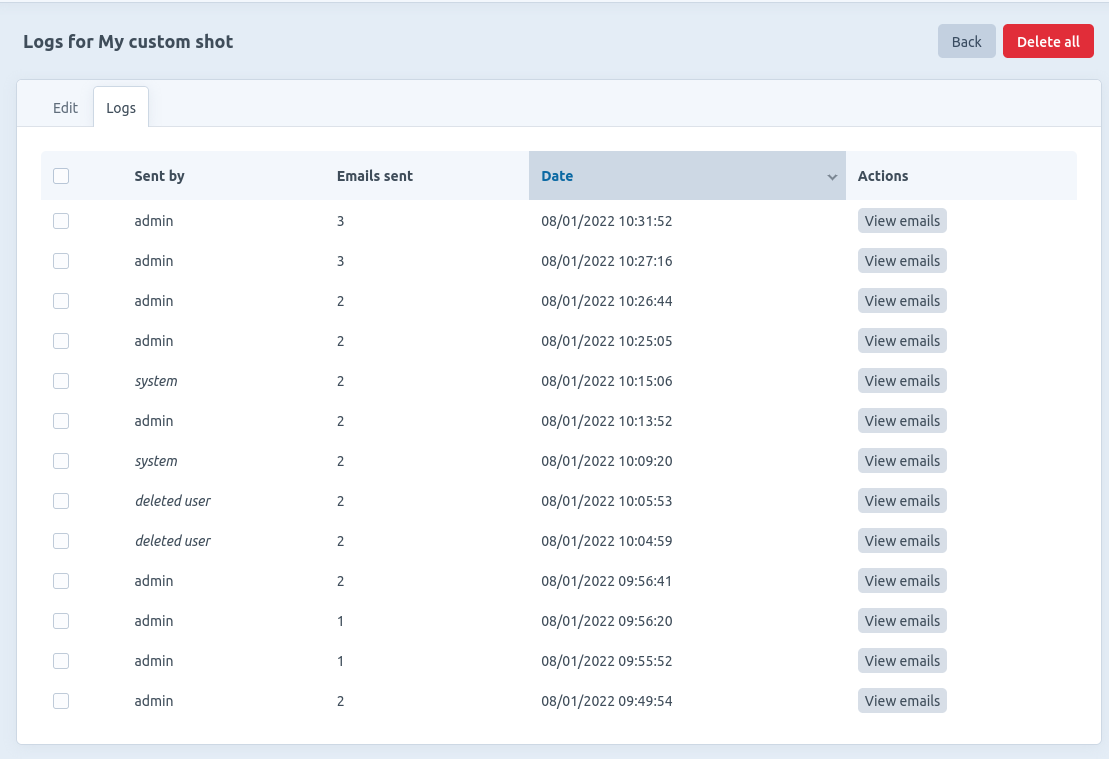 Logs for My custom shot Back Delete all
Edit Logs
Sent by Emails sent Date Actions
admin 3 08/01/2022 10:31:52 View emails
admin 3 08/01/2022 10:27:16 View emails
admin 2 08/01/2022 10:26:44 View emails
admin 2 08/01/2022 10:25:05 View emails
system 2 08/01/2022 10:15:06 View emails
admin 2 08/01/2022 10:13:52 View emails
system 2 08/01/2022 10:09:20 View emails
deleted user 2 08/01/2022 10:05:53 View emails
deleted user 2 08/01/2022 10:04:59 View emails
admin 2 08/01/2022 09:56:41 View emails
admin 1 08/01/2022 09:56:20 View emails
admin 1 08/01/2022 09:55:52 View emails
admin 2 08/01/2022 09:49:54 View emails